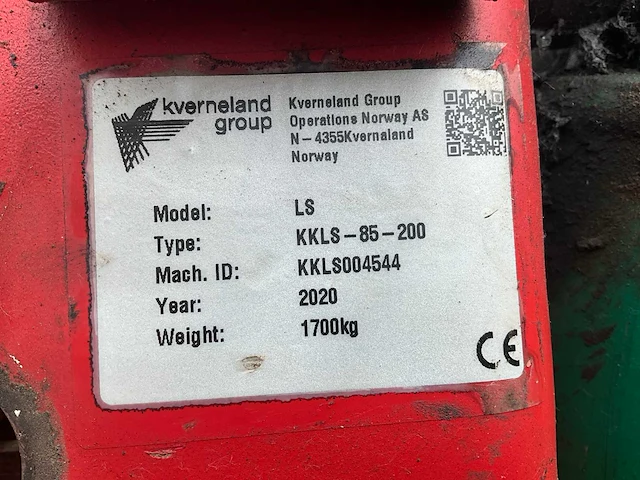 kverneland
group
Kverneland Group
Operations Norway AS
N-4355Kvernaland
Norway
Model: LS
Type: KKLS-85-200
Mach. ID: KKLS004544
Year: 2020
Weight: 1700kg
CE